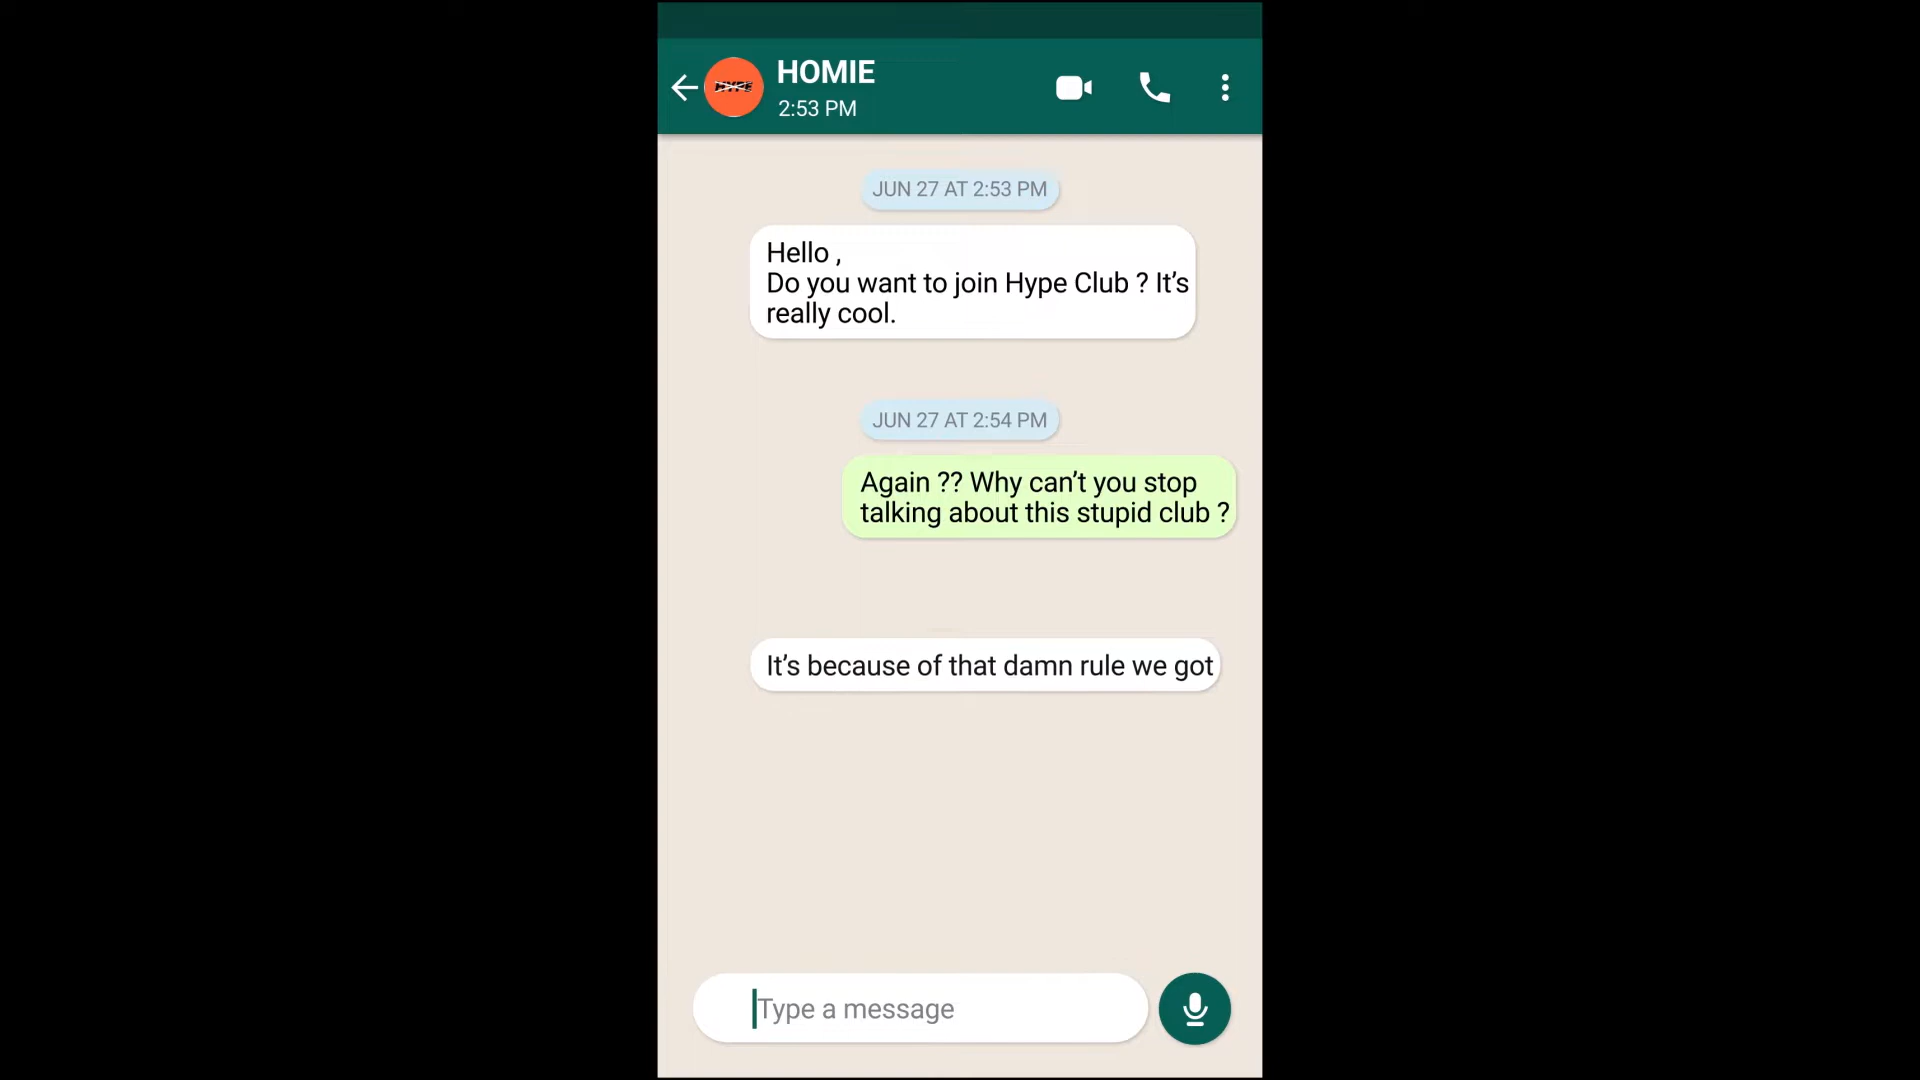 HOMIE
2:53 PM
JUN 27 AT 2:53 PM
Hello ,
Do you want to join Hype Club ? It’s
really cool.
JUN 27 AT 2:54 PM
Again ?? Why can’t you stop
talking about this stupid club ?
It’s because of that damn rule we got
Type a message